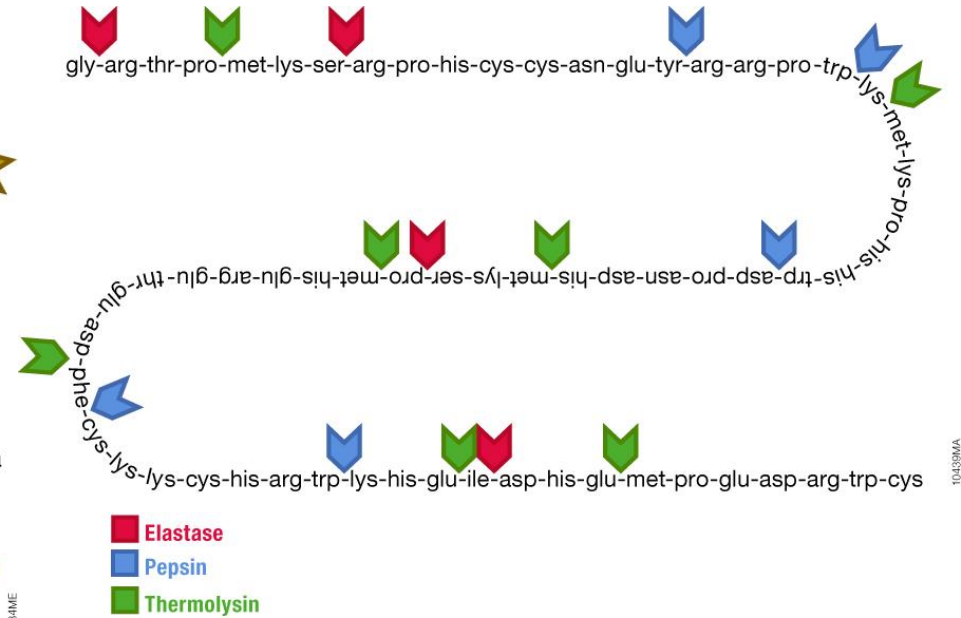 gly-arg-thr-pro-met-lys-ser-arg-pro-his-cys-cys-asn-glu-tyr-arg-arg-pro-trp-lys-met-lys-pro-his-his-trp-asp-pro-asn-asp-his-met-lys-ser-pro-met-his-glu-arg-glu-thr-glu-asp-phe-cys-lys-lys-cys-his-arg-trp-lys-his-glu-ile-asp-his-glu-met-pro-glu-asp-arg-trp-cys
10439MA
Elastase
Pepsin
Thermolysin